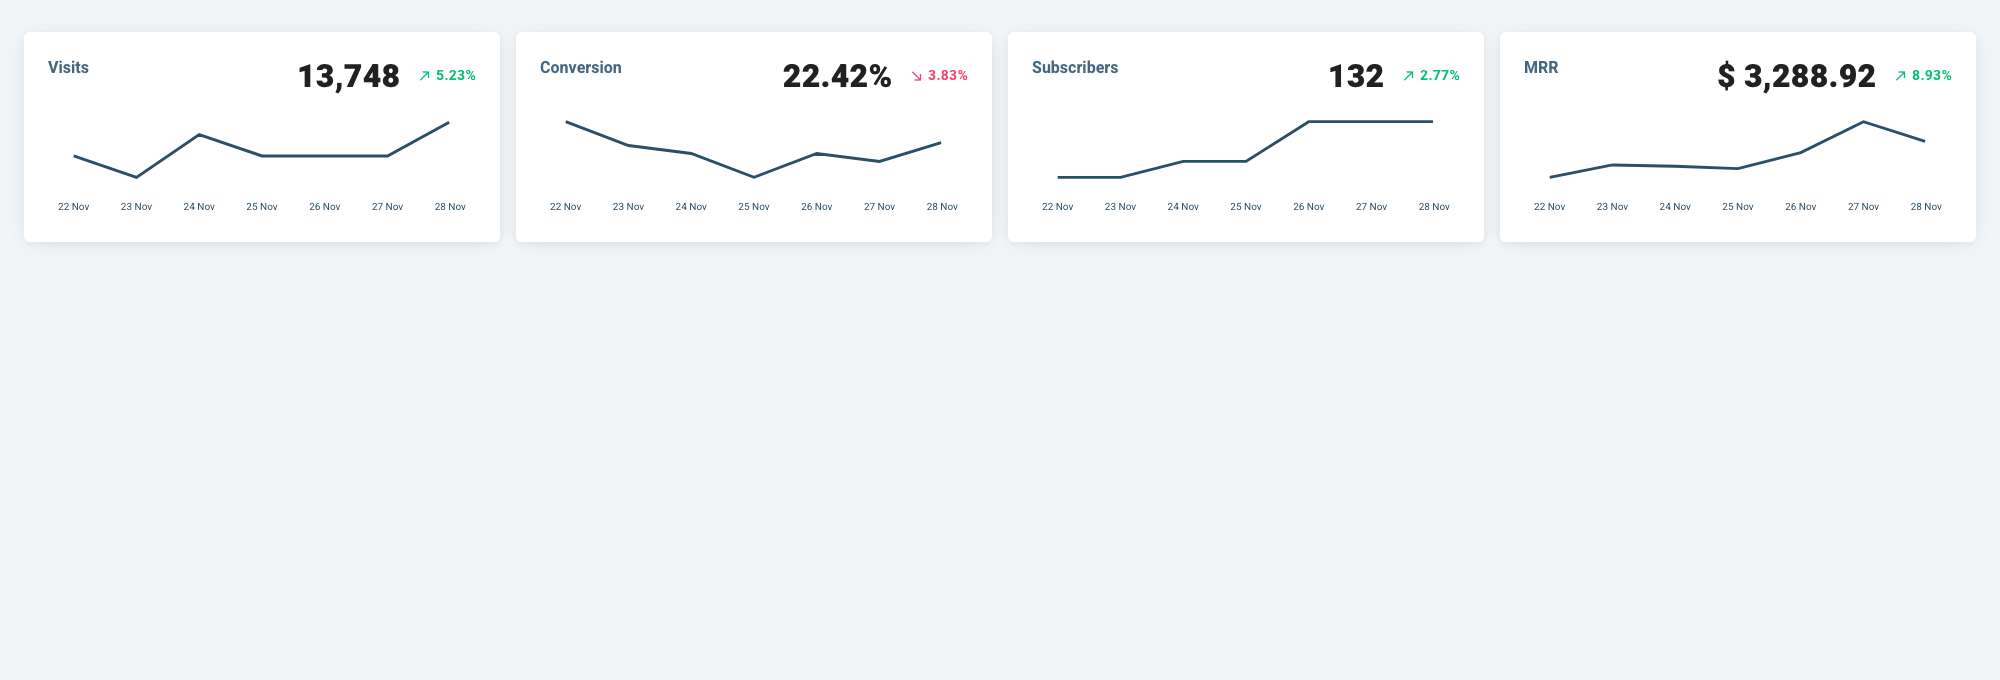 Visits
13,748
5.23%
22 Nov 23 Nov 24 Nov 25 Nov 26 Nov 27 Nov 28 Nov
Conversion
22.42%
3.83%
22 Nov 23 Nov 24 Nov 25 Nov 26 Nov 27 Nov 28 Nov
Subscribers
132
2.77%
22 Nov 23 Nov 24 Nov 25 Nov 26 Nov 27 Nov 28 Nov
MRR
$ 3,288.92
8.93%
22 Nov 23 Nov 24 Nov 25 Nov 26 Nov 27 Nov 28 Nov